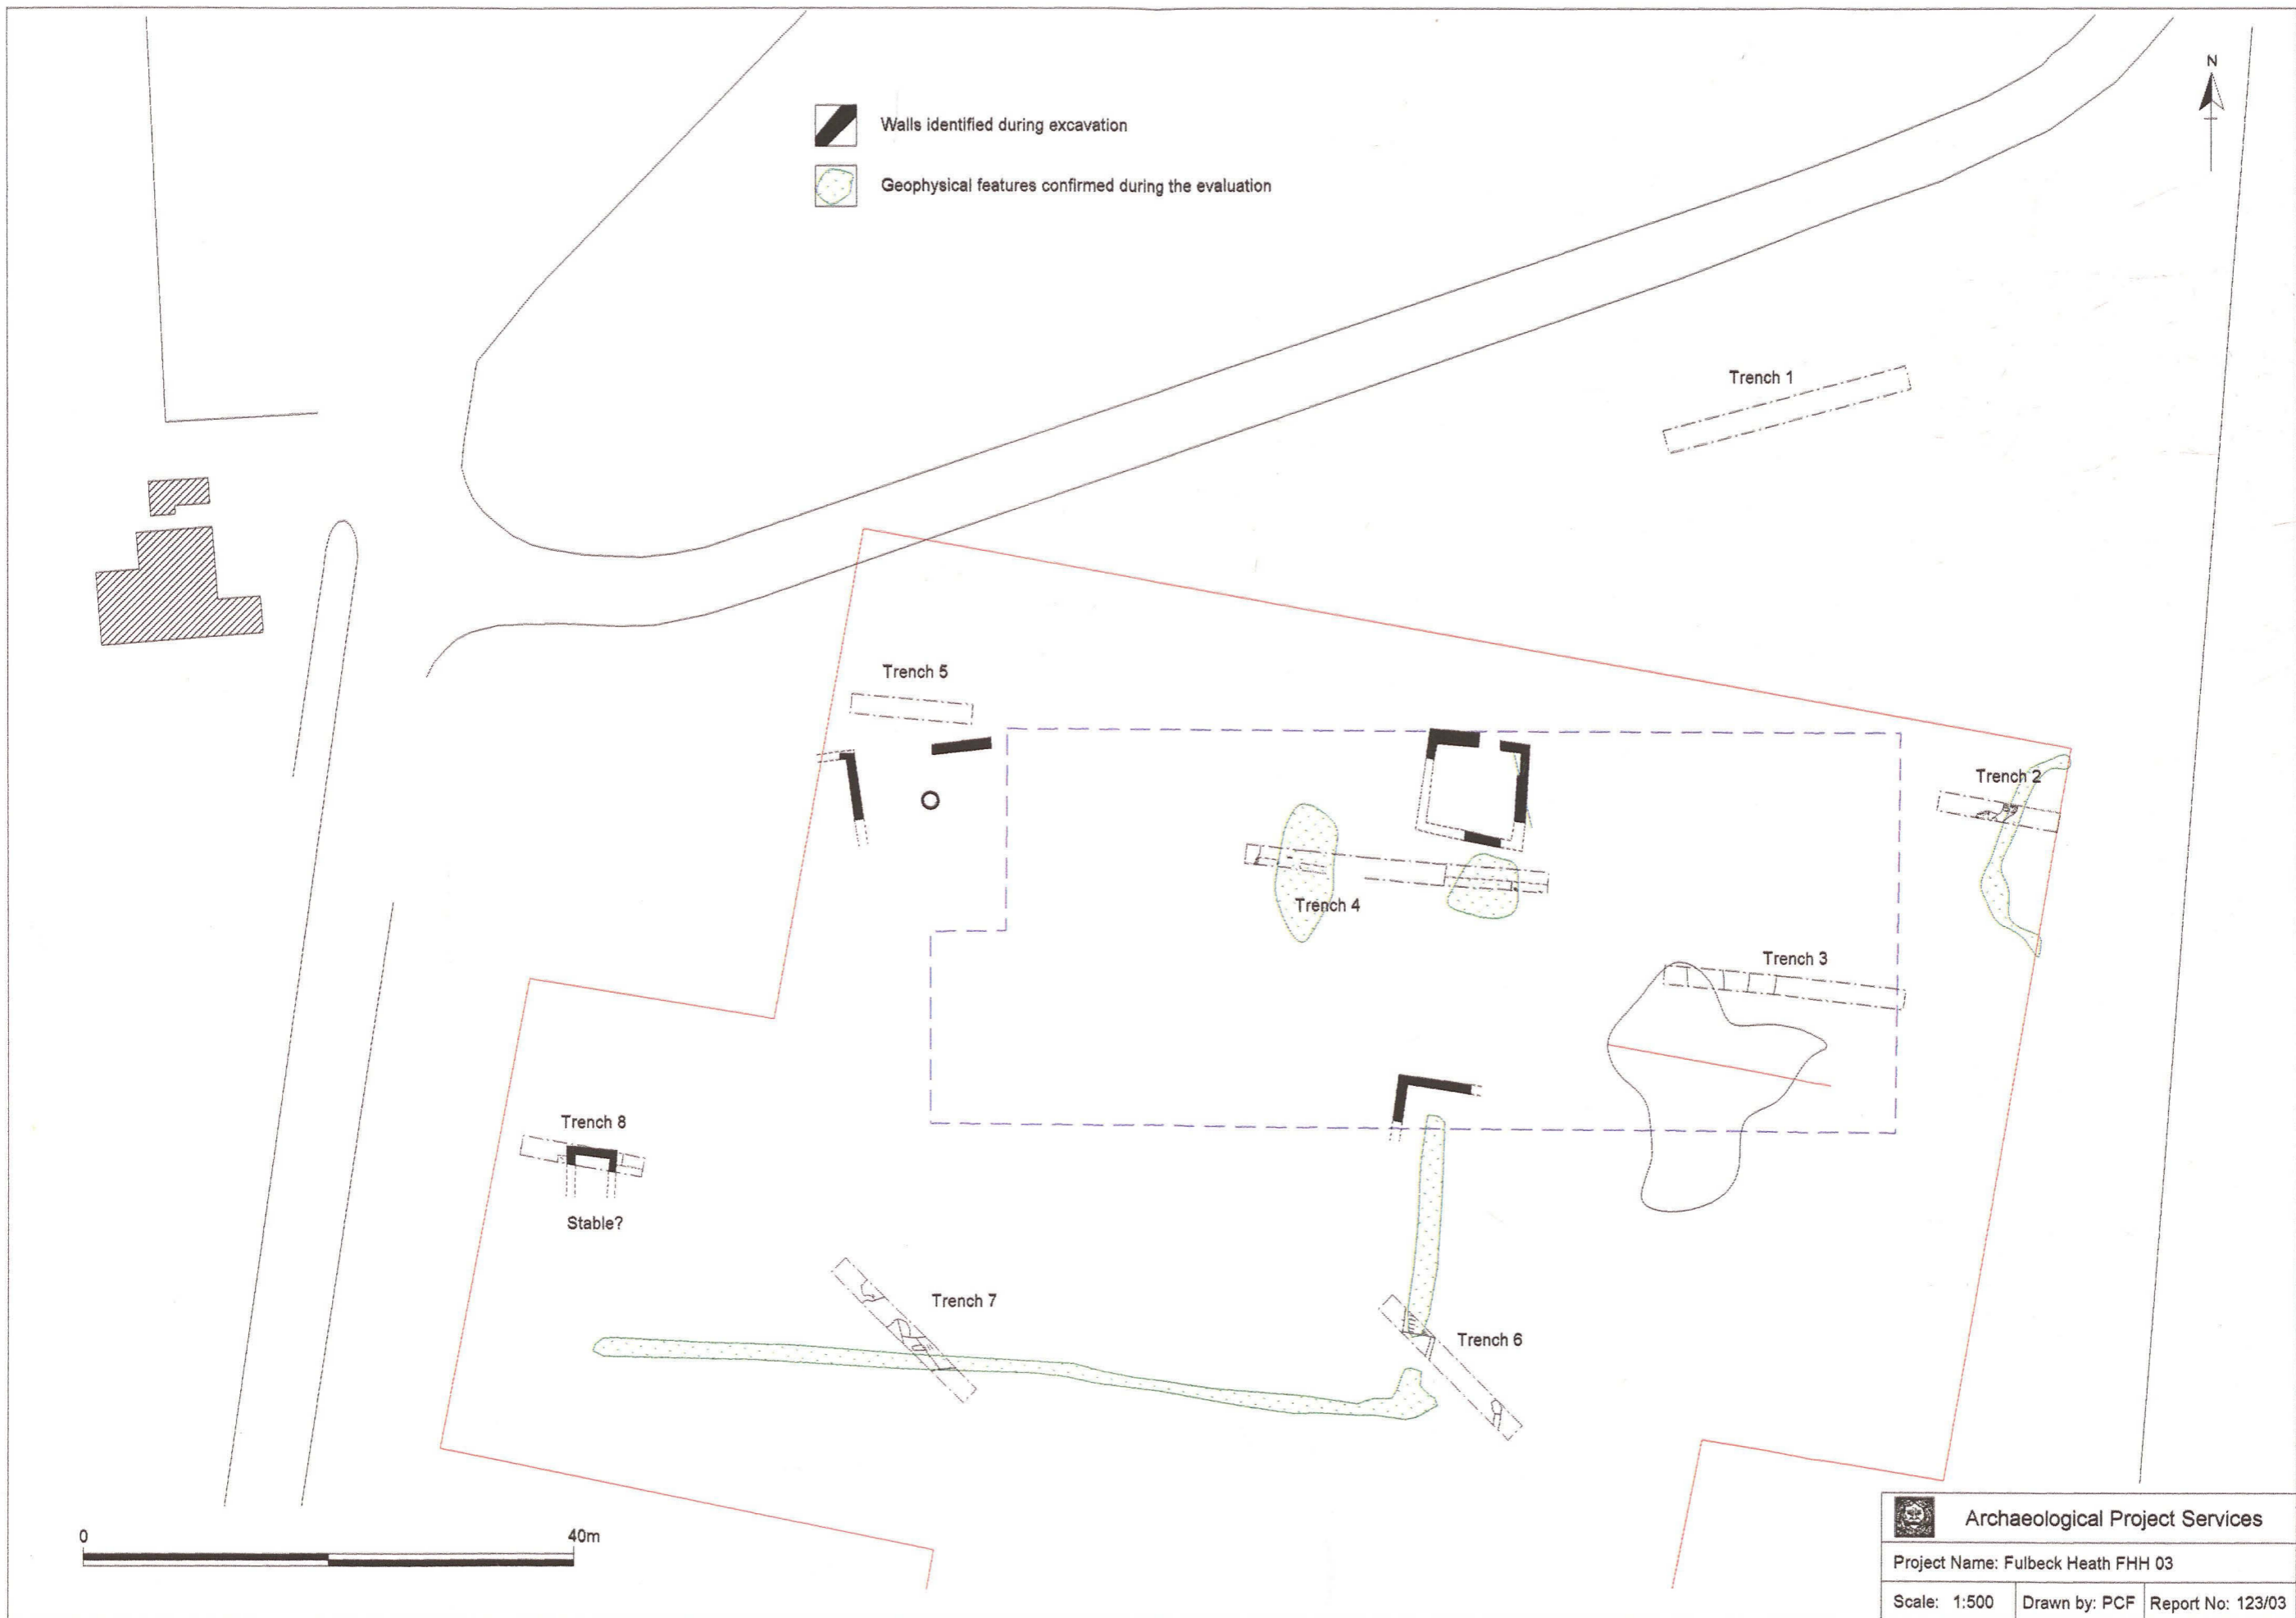 N
Walls identified during excavation
Geophysical features confirmed during the evaluation
Trench 1
Trench 5
Trench 2
Trench 4
Trench 3
Trench 8
Stable?
Trench 7
Trench 6
0 40m
Archaeological Project Services
Project Name: Fulbeck Heath FHH 03
Scale: 1:500 Drawn by: PCF Report No: 123/03